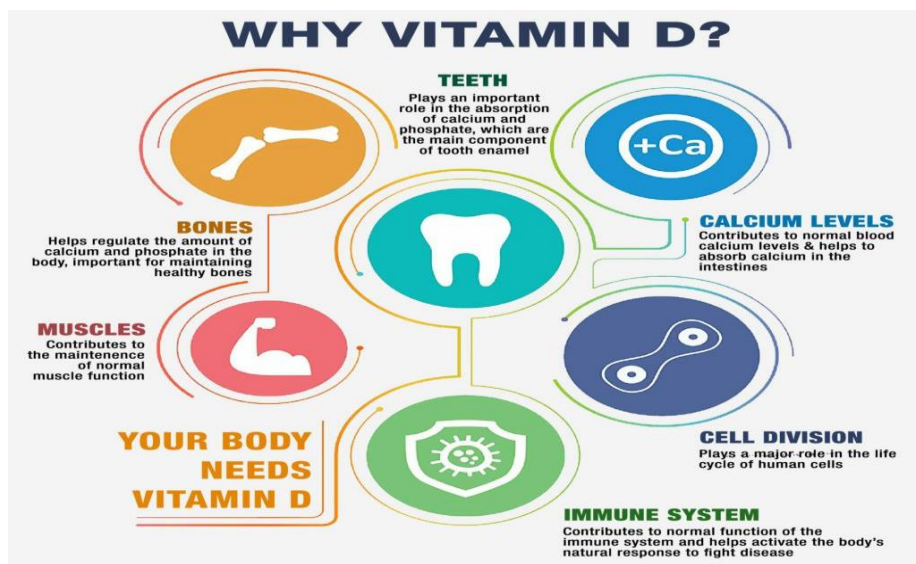 WHY VITAMIN D?
TEETH
Plays an important
role in the absorption
of calcium and
phosphate, which are
the main component
of tooth enamel
+Ca
BONES
Helps regulate the amount of
calcium and phosphate in the
body, important for maintaining
healthy bones
CALCIUM LEVELS
Contributes to normal blood
calcium levels & helps to
absorb calcium in the
intestines
MUSCLES
Contributes to
the maintenence
of normal
muscle function
YOUR BODY
NEEDS
VITAMIN D
CELL DIVISION
Plays a major role in the life
cycle of human cells
IMMUNE SYSTEM
Contributes to normal function of the
immune system and helps activate the body's
natural response to fight disease